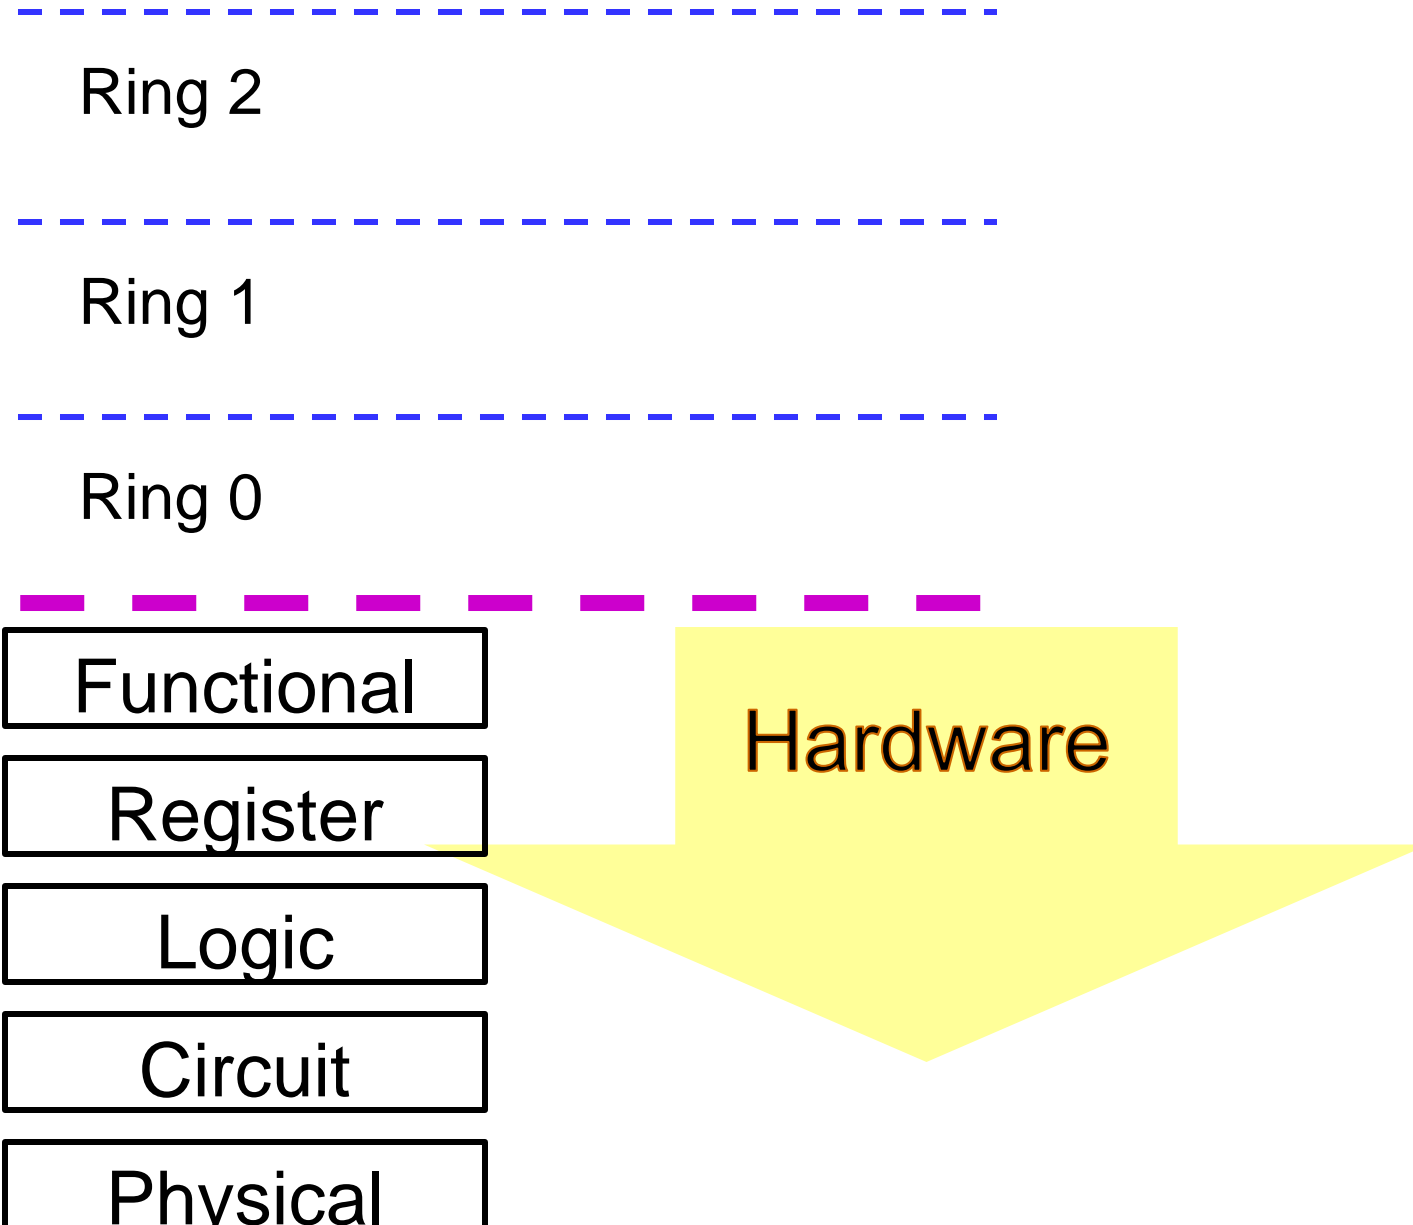 Ring 2
Ring 1
Ring 0
Functional
Hardware
Register
Logic
Circuit
Physical